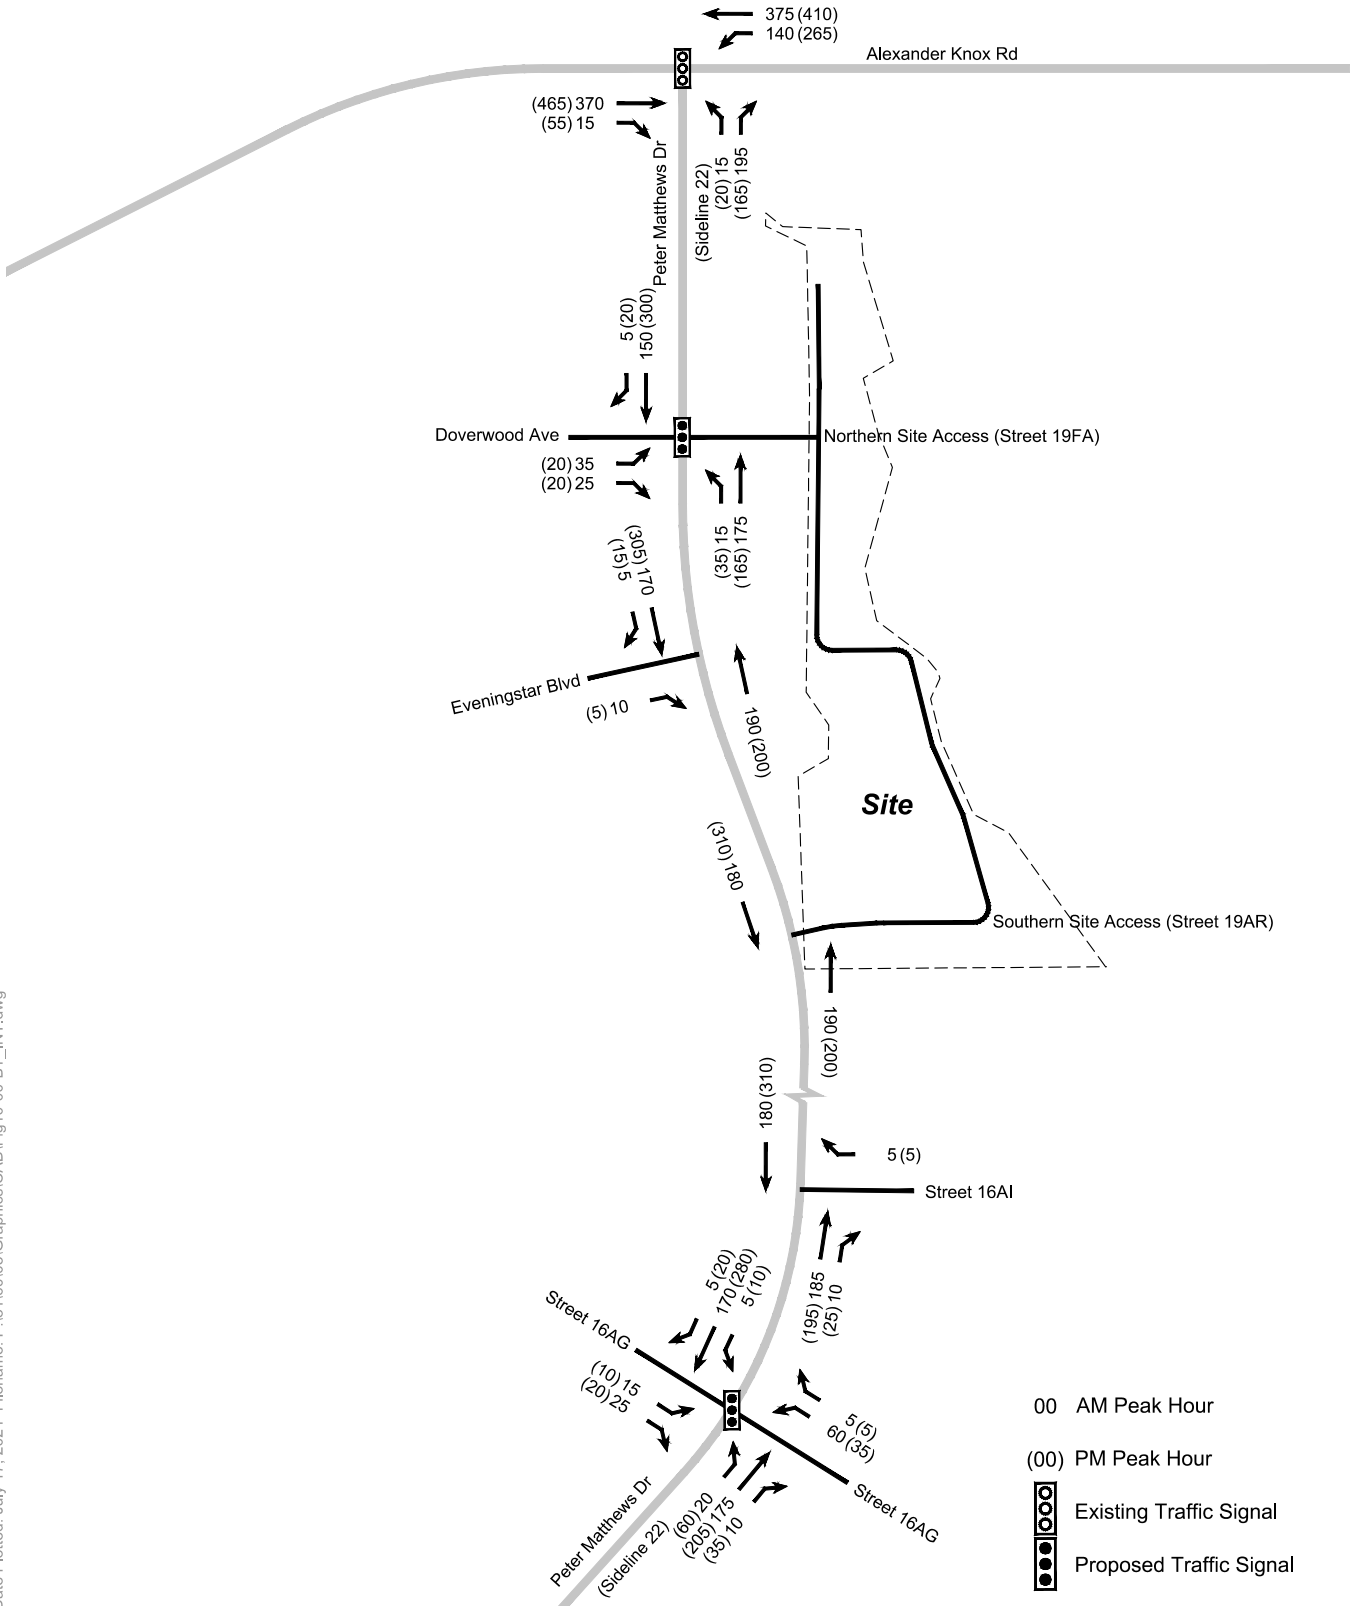 375 (410)
140 (265)
Alexander Knox Rd
(465) 370
(55) 15
Peter Matthews Dr
(Sideline 22)
(20) 15
(165) 195
5 (20)
150 (300)
Doverwood Ave
Northern Site Access (Street 19FA)
(20) 35
(20) 25
(35) 15
(165) 175
(305) 170
(15) 5
Eveningstar Blvd
(5) 10
190 (200)
Site
(310) 180
Southern Site Access (Street 19AR)
190 (200)
180 (310)
5 (5)
Street 16AI
5 (20)
170 (280)
5 (10)
(195) 185
(25) 10
Street 16AG
(10) 15
(20) 25
5 (5)
60 (35)
Street 16AG
Peter Matthews Dr
(Sideline 22)
(60) 20
(205) 175
(35) 10
00 AM Peak Hour
(00) PM Peak Hour
Existing Traffic Signal
Proposed Traffic Signal